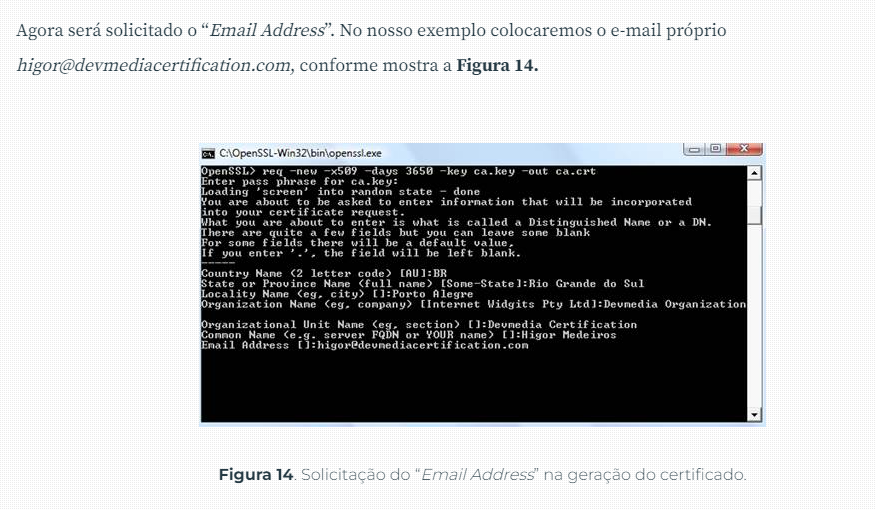 Agora será solicitado o “Email Address”. No nosso exemplo colocaremos o e-mail próprio
higor@devmediacertification.com, conforme mostra a Figura 14.
C:\OpenSSL-Win32\bin\openssl.exe
OpenSSL> req -new -x509 -days 3650 -key ca.key -out ca.crt
Enter pass phrase for ca.key:
Loading 'screen' into random state - done
You are about to be asked to enter information that will be incorporated
into your certificate request.
What you are about to enter is what is called a Distinguished Name or a DN.
There are quite a few fields but you can leave some blank
For some fields there will be a default value,
If you enter '.', the field will be left blank.
-----
Country Name (2 letter code) [AU]:BR
State or Province Name (full name) [Some-State]:Rio Grande do Sul
Locality Name (eg, city) []:Porto Alegre
Organization Name (eg, company) [Internet Widgits Pty Ltd]:Devmedia Organization
Organizational Unit Name (eg, section) []:Devmedia Certification
Common Name (e.g. server FQDN or YOUR name) []:Higor Medeiros
Email Address []:higor@devmediacertification.com
Figura 14. Solicitação do “Email Address” na geração do certificado.